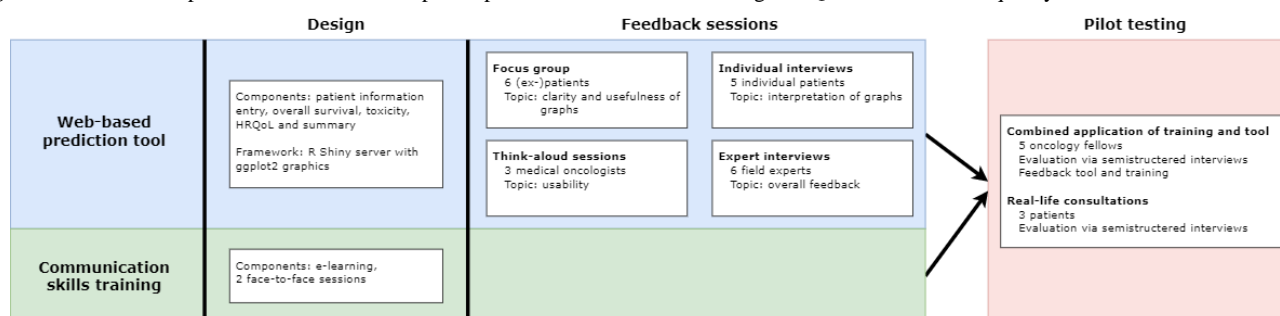 Design
Feedback sessions
Pilot testing
Web-based
prediction tool
Components: patient information
entry, overall survival, toxicity,
HRQoL and summary
Framework: R Shiny server with
ggplot2 graphics
Focus group
6 (ex-)patients
Topic: clarity and usefulness of
graphs
Individual interviews
5 individual patients
Topic: interpretation of graphs
Think-aloud sessions
3 medical oncologists
Topic: usability
Expert interviews
6 field experts
Topic: overall feedback
Combined application of training and tool
5 oncology fellows
Evaluation via semistructured interviews
Feedback tool and training
Real-life consultations
3 patients
Evaluation via semistructured interviews
Communication
skills training
Components: e-learning,
2 face-to-face sessions